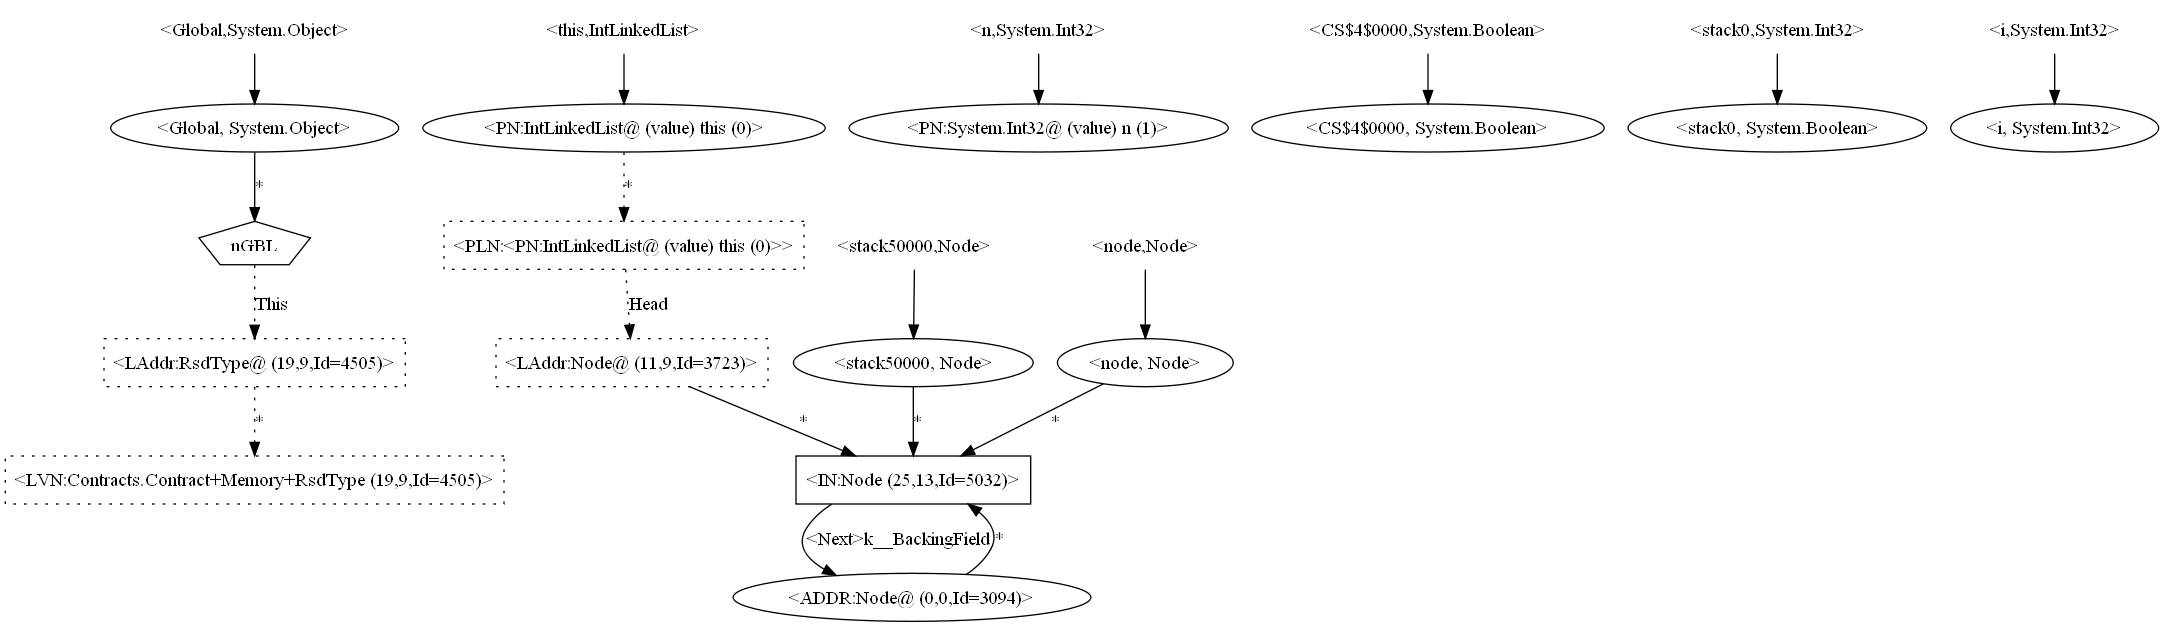 <Global,System.Object>
<this,IntLinkedList>
<n,System.Int32>
<CS$4$0000,System.Boolean>
<stack0,System.Int32>
<i,System.Int32>
<Global, System.Object>
<PN:IntLinkedList@ (value) this (0)>
<PN:System.Int32@ (value) n (1)>
<CS$4$0000, System.Boolean>
<stack0, System.Boolean>
<i, System.Int32>
*
*
nGBL
<PLN:<PN:IntLinkedList@ (value) this (0)>>
<stack50000,Node>
<node,Node>
This
Head
<LAddr:RsdType@ (19,9,Id=4505)>
<LAddr:Node@ (11,9,Id=3723)>
<stack50000, Node>
<node, Node>
*
*
*
*
<LVN:Contracts.Contract+Memory+RsdType (19,9,Id=4505)>
<IN:Node (25,13,Id=5032)>
<Next>k__BackingField
*
<ADDR:Node@ (0,0,Id=3094)>